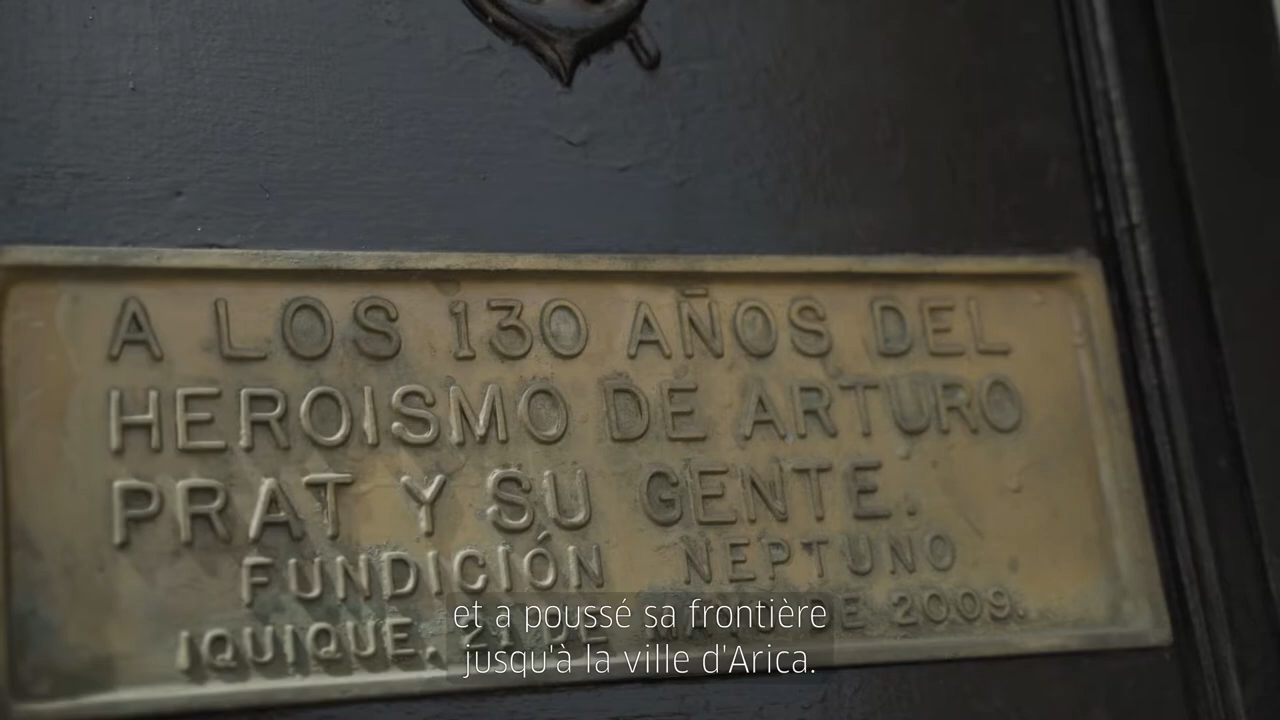 A LOS 130 AÑOS DEL
HEROISMO DE ARTURO
PRAT Y SU GENTE.
FUNDICIÓN NEPTUNO
IQUIQUE, 21 DE MAYO DE 2009.
et a poussé sa frontière
jusqu'à la ville d'Arica.